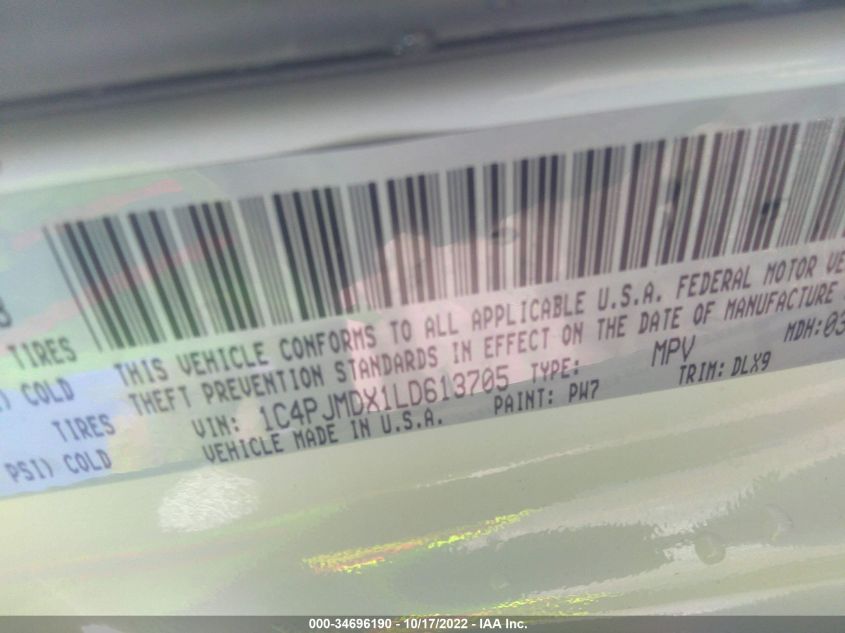 TIRES
COLD
TIRES
PSI) COLD
THIS VEHICLE CONFORMS TO ALL APPLICABLE U.S.A. FEDERAL MOTOR VE
THEFT PREVENTION STANDARDS IN EFFECT ON THE DATE OF MANUFACTURE
VIN: 1C4PJMDX1LD613705 TYPE: MPV MDH:03
VEHICLE MADE IN U.S.A. PAINT: PW7 TRIM: DLX9
000-34696190 - 10/17/2022 - IAA Inc.